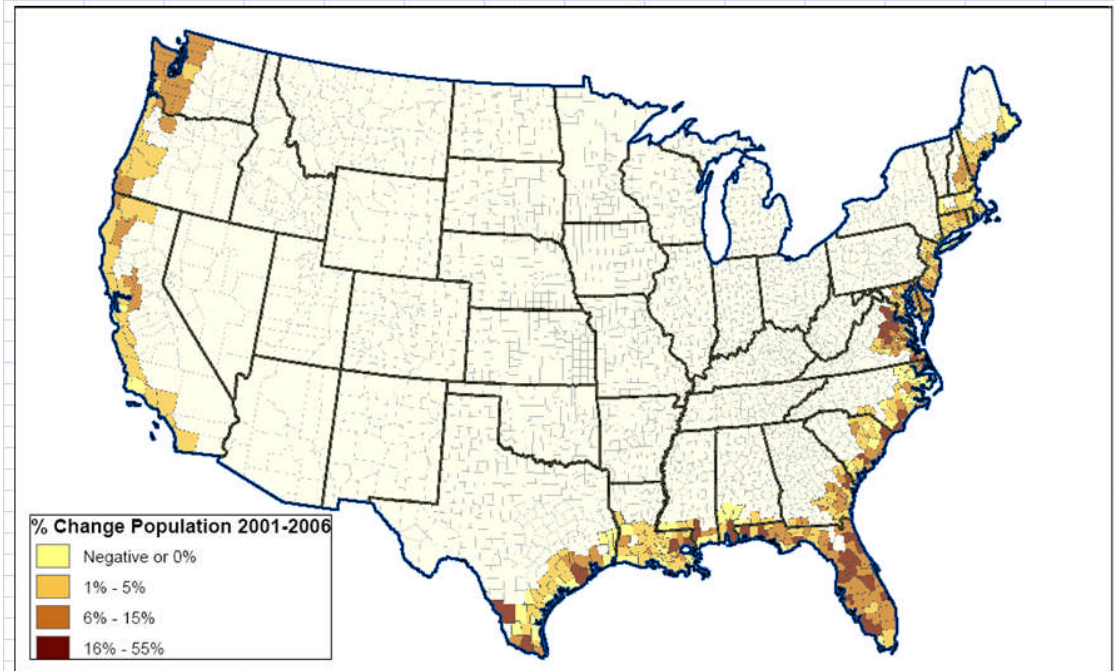 % Change Population 2001-2006
Negative or 0%
1% - 5%
6% - 15%
16% - 55%